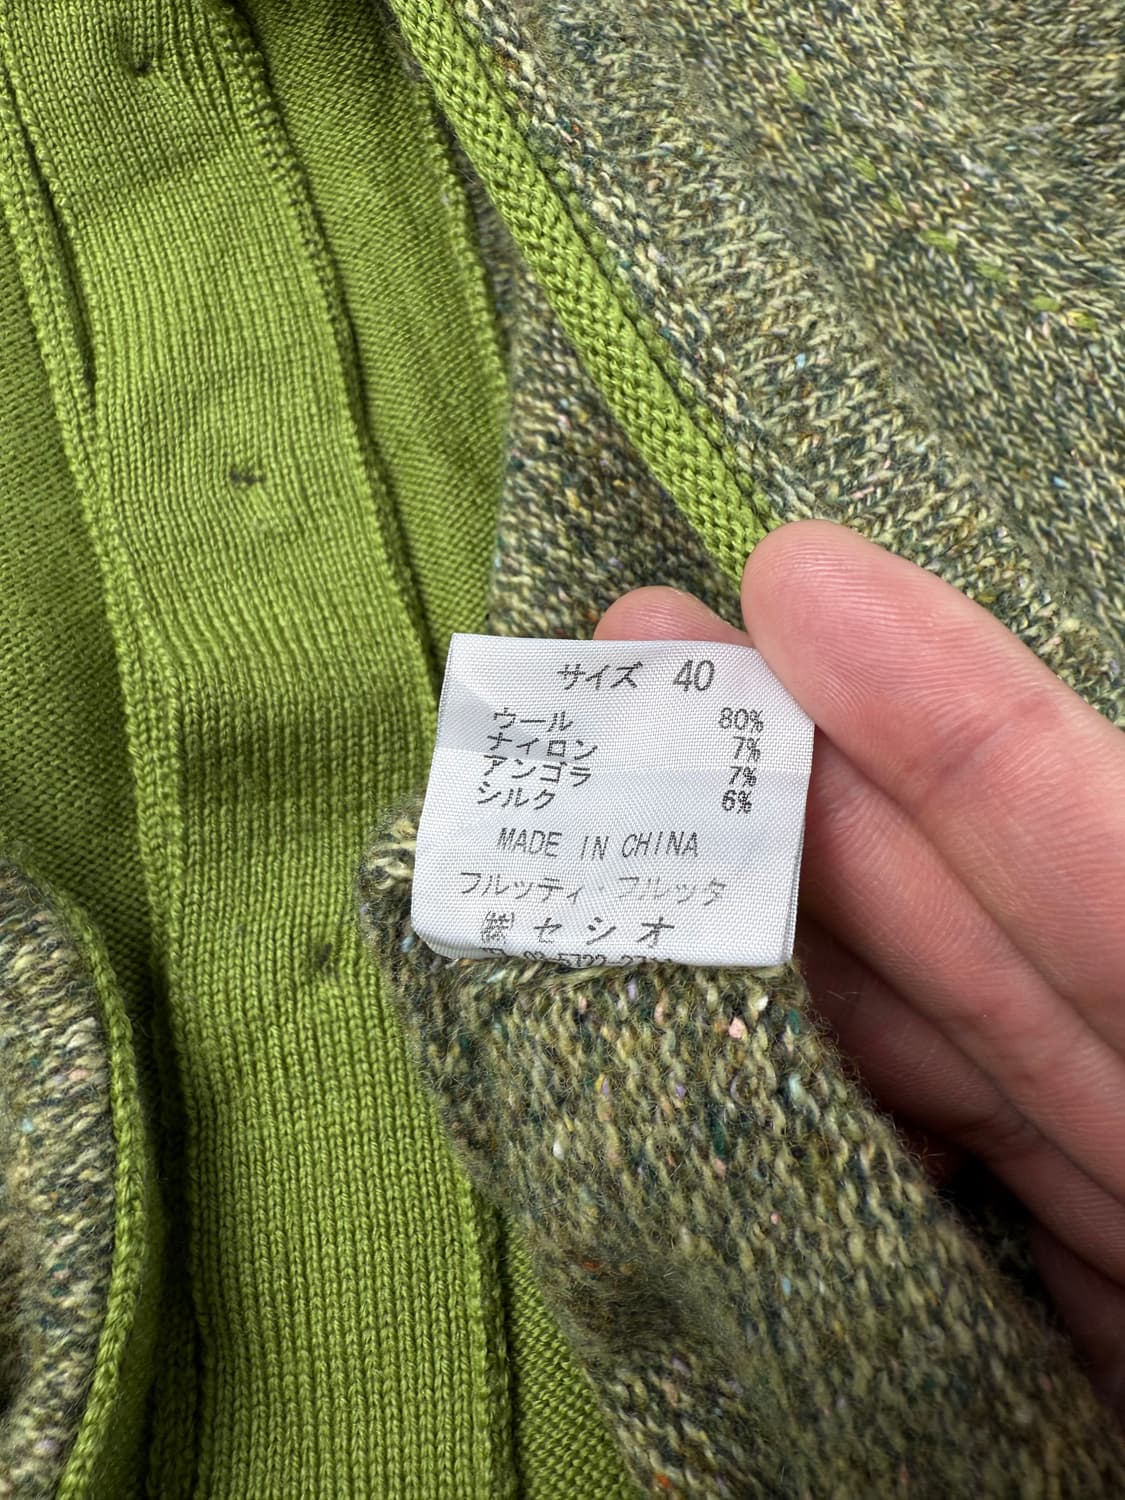 サイズ 40
ウール 80%
ナイロン 7%
アンゴラ 7%
シルク 6%
MADE IN CHINA
フルッティ・フルッタ
㈱セシオ